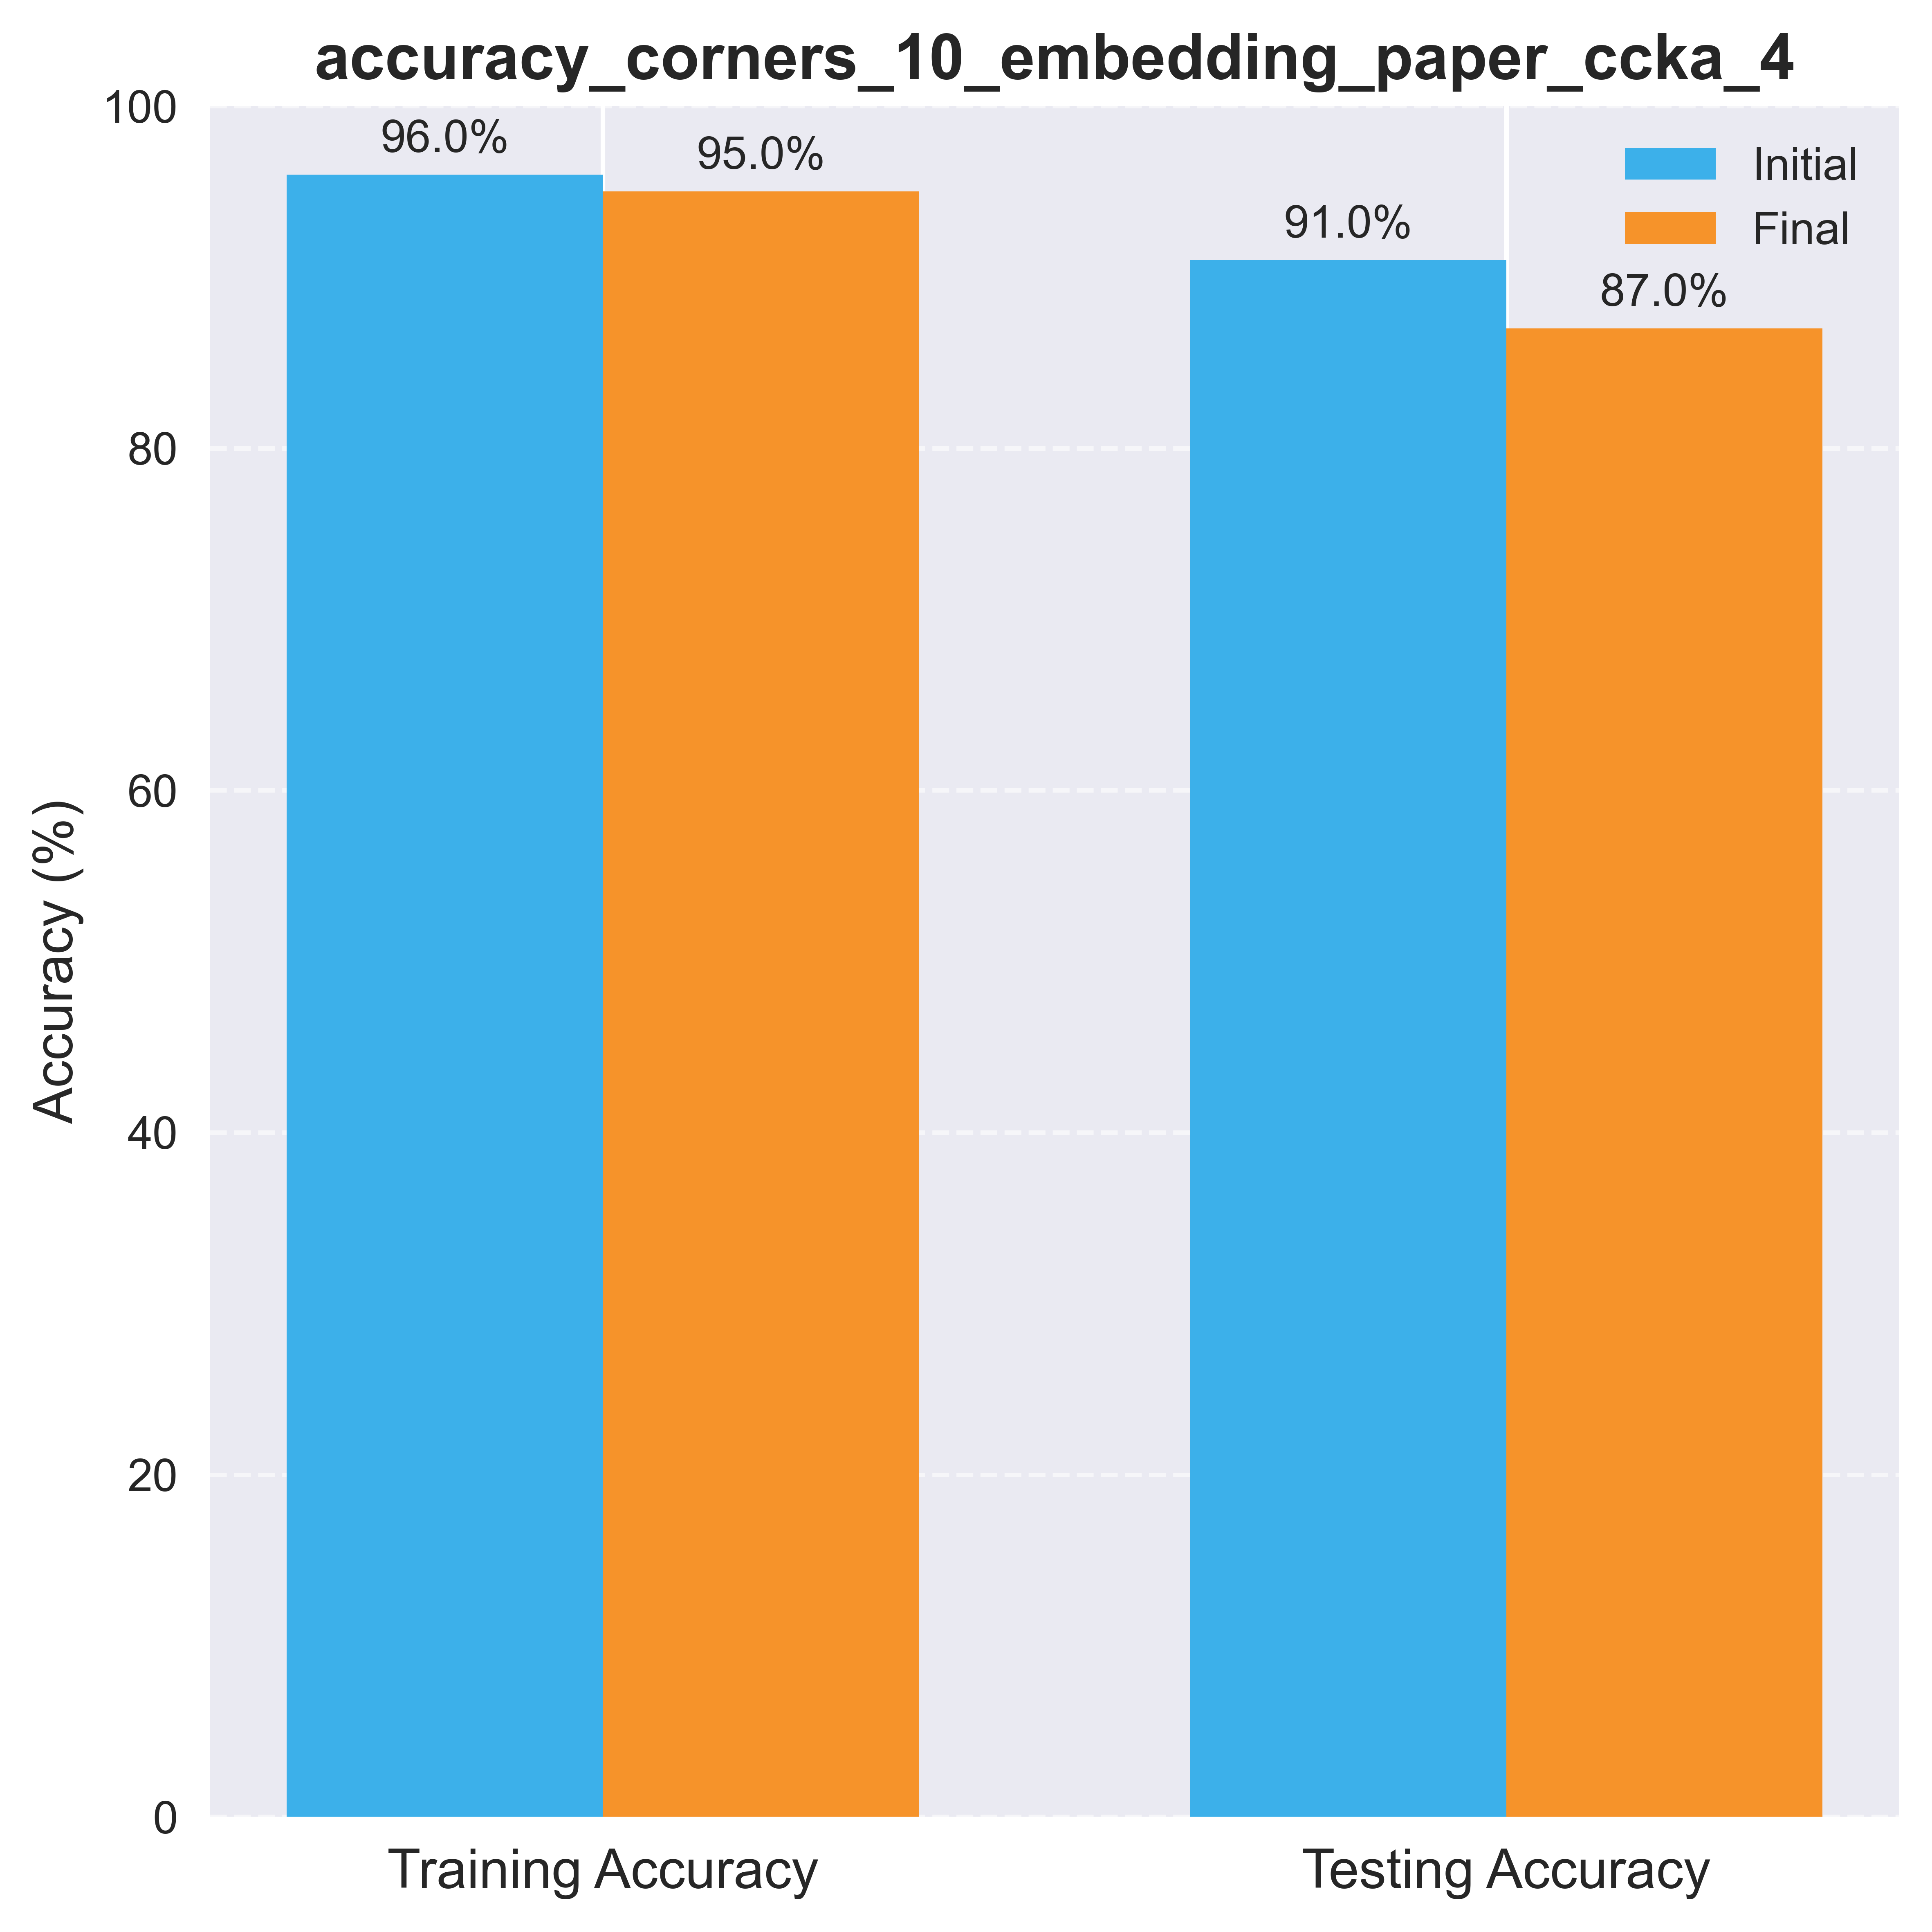 accuracy_corners_10_embedding_paper_ccka_4
100
96.0%
95.0%
91.0%
87.0%
Initial
Final
80
60
40
20
0
Accuracy (%)
Training Accuracy
Testing Accuracy